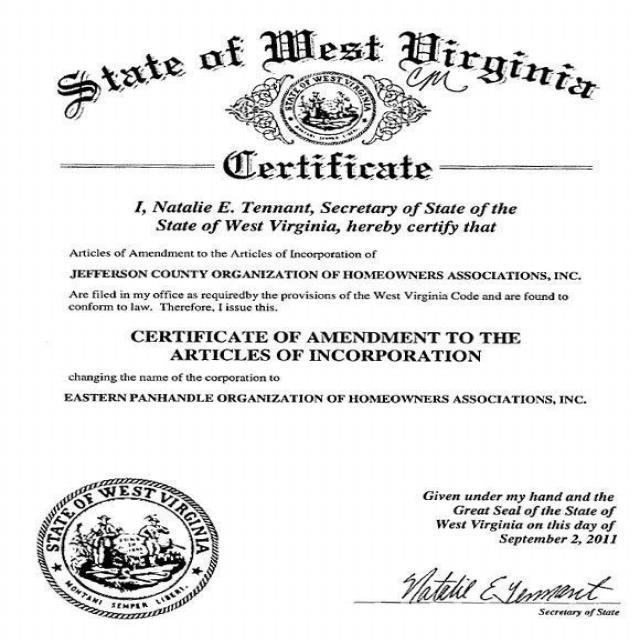 State of West Virginia
CM
STATE OF WEST VIRGINIA
MONTANI SEMPER LIBERI
Certificate
I, Natalie E. Tennant, Secretary of State of the
State of West Virginia, hereby certify that
Articles of Amendment to the Articles of Incorporation of
JEFFERSON COUNTY ORGANIZATION OF HOMEOWNERS ASSOCIATIONS, INC.
Are filed in my office as requiredby the provisions of the West Virginia Code and are found to
conform to law. Therefore, I issue this.
CERTIFICATE OF AMENDMENT TO THE
ARTICLES OF INCORPORATION
changing the name of the corporation to
EASTERN PANHANDLE ORGANIZATION OF HOMEOWNERS ASSOCIATIONS, INC.
STATE OF WEST VIRGINIA
MONTANI SEMPER LIBERI.
Given under my hand and the
Great Seal of the State of
West Virginia on this day of
September 2, 2011
Natalie E Tennant
Secretary of State